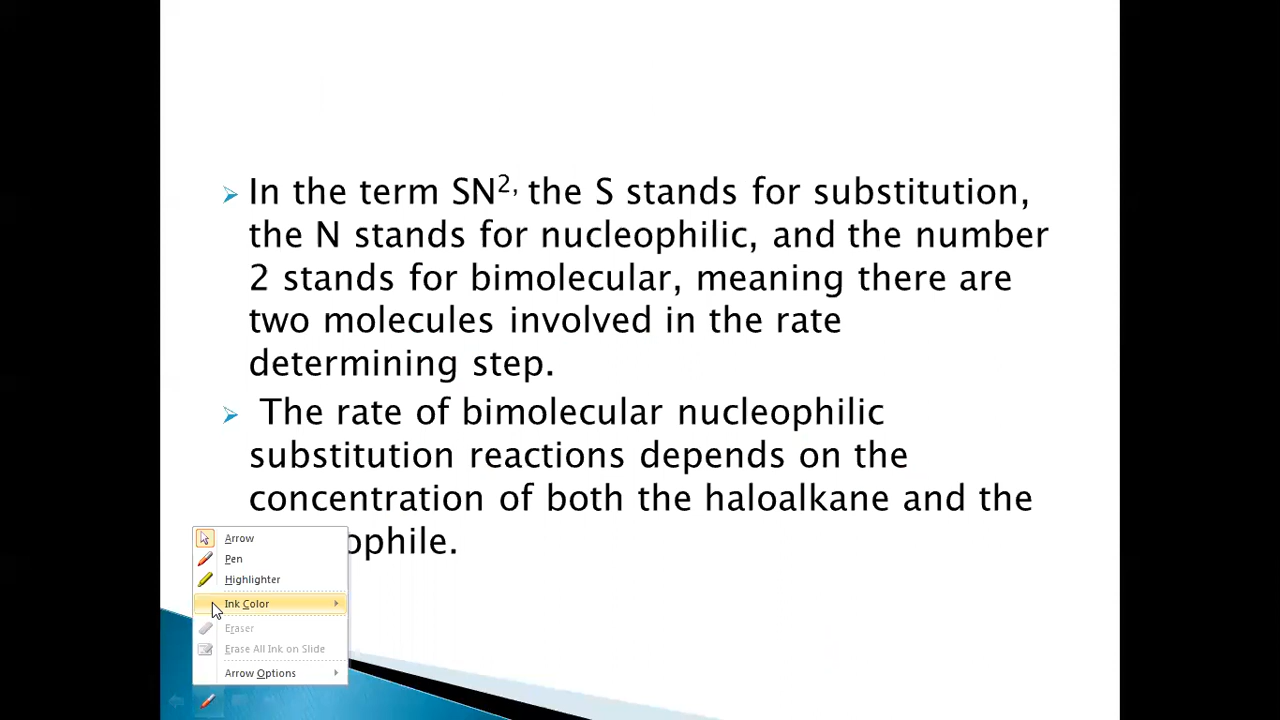 In the term SN², the S stands for substitution,
the N stands for nucleophilic, and the number
2 stands for bimolecular, meaning there are
two molecules involved in the rate
determining step.
The rate of bimolecular nucleophilic
substitution reactions depends on the
concentration of both the haloalkane and the
ophile.
Arrow
Pen
Highlighter
Ink Color
Eraser
Erase All Ink on Slide
Arrow Options